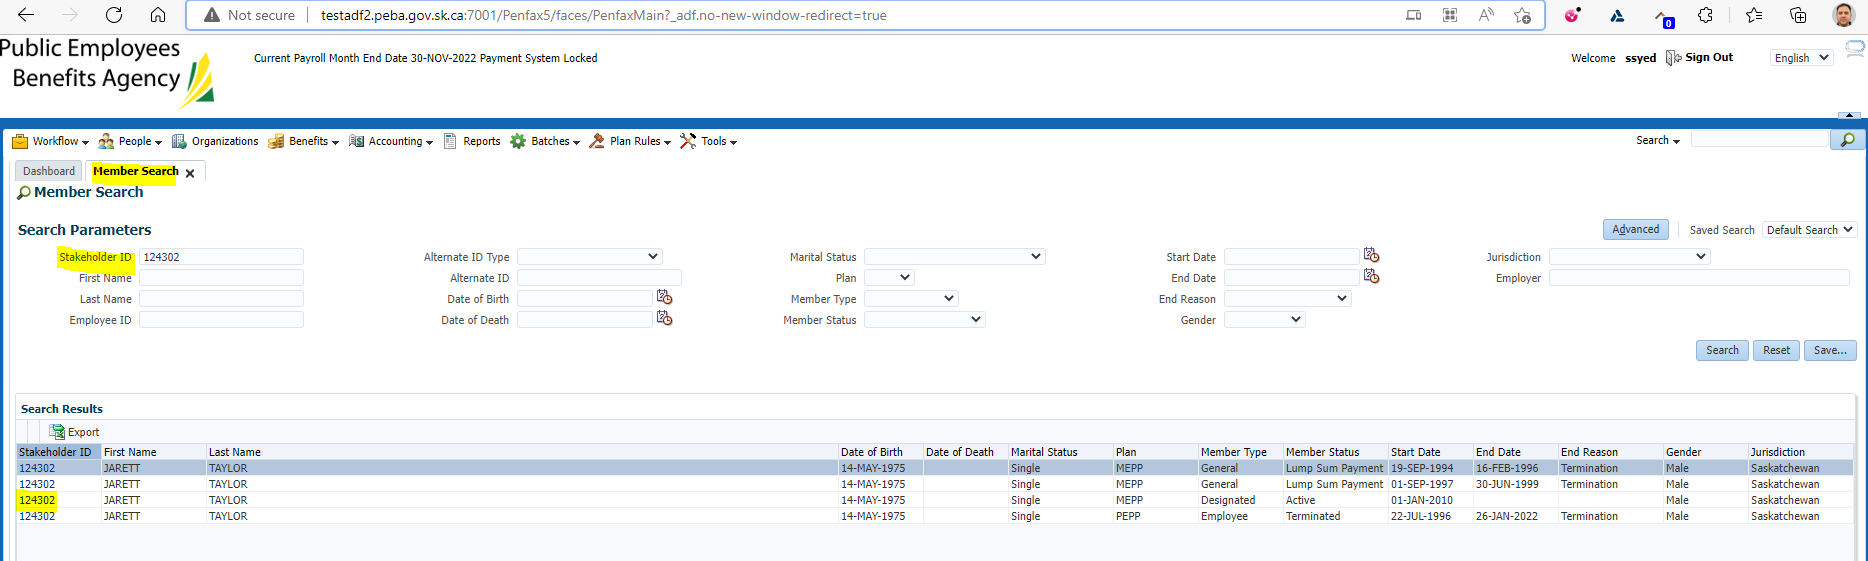 Not secure testadf2.peba.gov.sk.ca:7001/Penfax5/faces/PenfaxMain?_adf.no-new-window-redirect=true
0
Public Employees
Benefits Agency
Current Payroll Month End Date 30-NOV-2022 Payment System Locked
Welcome ssyed Sign Out English
Workflow People Organizations Benefits Accounting Reports Batches Plan Rules Tools Search
Dashboard Member Search
Member Search
Search Parameters Advanced Saved Search Default Search
Stakeholder ID 124302 Alternate ID Type Marital Status Start Date Jurisdiction
First Name Alternate ID Plan End Date Employer
Last Name Date of Birth Member Type End Reason
Employee ID Date of Death Member Status Gender
Search Reset Save...
Search Results
Export
Stakeholder ID First Name Last Name Date of Birth Date of Death Marital Status Plan Member Type Member Status Start Date End Date End Reason Gender Jurisdiction
124302 JARETT TAYLOR 14-MAY-1975 Single MEPP General Lump Sum Payment 19-SEP-1994 16-FEB-1996 Termination Male Saskatchewan
124302 JARETT TAYLOR 14-MAY-1975 Single MEPP General Lump Sum Payment 01-SEP-1997 30-JUN-1999 Termination Male Saskatchewan
124302 JARETT TAYLOR 14-MAY-1975 Single MEPP Designated Active 01-JAN-2010 Male Saskatchewan
124302 JARETT TAYLOR 14-MAY-1975 Single PEPP Employee Terminated 22-JUL-1996 26-JAN-2022 Termination Male Saskatchewan